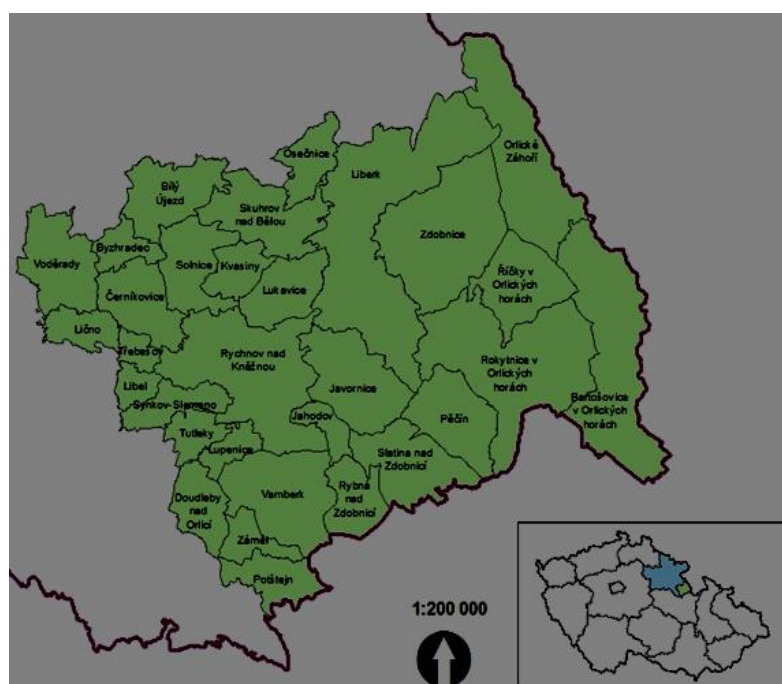 Osečnice
Orlické
Záhoří
Liberk
Bílý
Újezd
Skuhrov
nad Bělou
Zdobnice
Byzhradec
Voděrady
Solnice
Kvasiny
Říčky v
Orlických
horách
Lukavice
Černíkovice
Lično
Třebešov
Rychnov nad
Kněžnou
Rokytnice v
Orlických
horách
Libel
Javornice
Synkov-Slemeno
Bartošovice
v Orlických
horách
Jahodov
Pěčín
Tutleky
Lupenice
Slatina nad
Zdobnicí
Doudleby
nad
Orlicí
Vamberk
Rybná
nad
Zdobnicí
Záměl
Potštejn
1:200 000